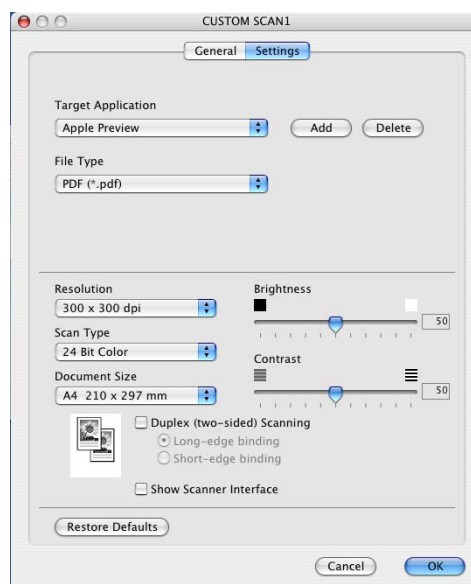 CUSTOM SCAN1
General Settings
Target Application
Apple Preview Add Delete
File Type
PDF (*.pdf)
Resolution Brightness
300 x 300 dpi 50
Scan Type
24 Bit Color
Contrast
Document Size
A4 210 x 297 mm 50
Duplex (two-sided) Scanning
Long-edge binding
Short-edge binding
Show Scanner Interface
Restore Defaults
Cancel OK